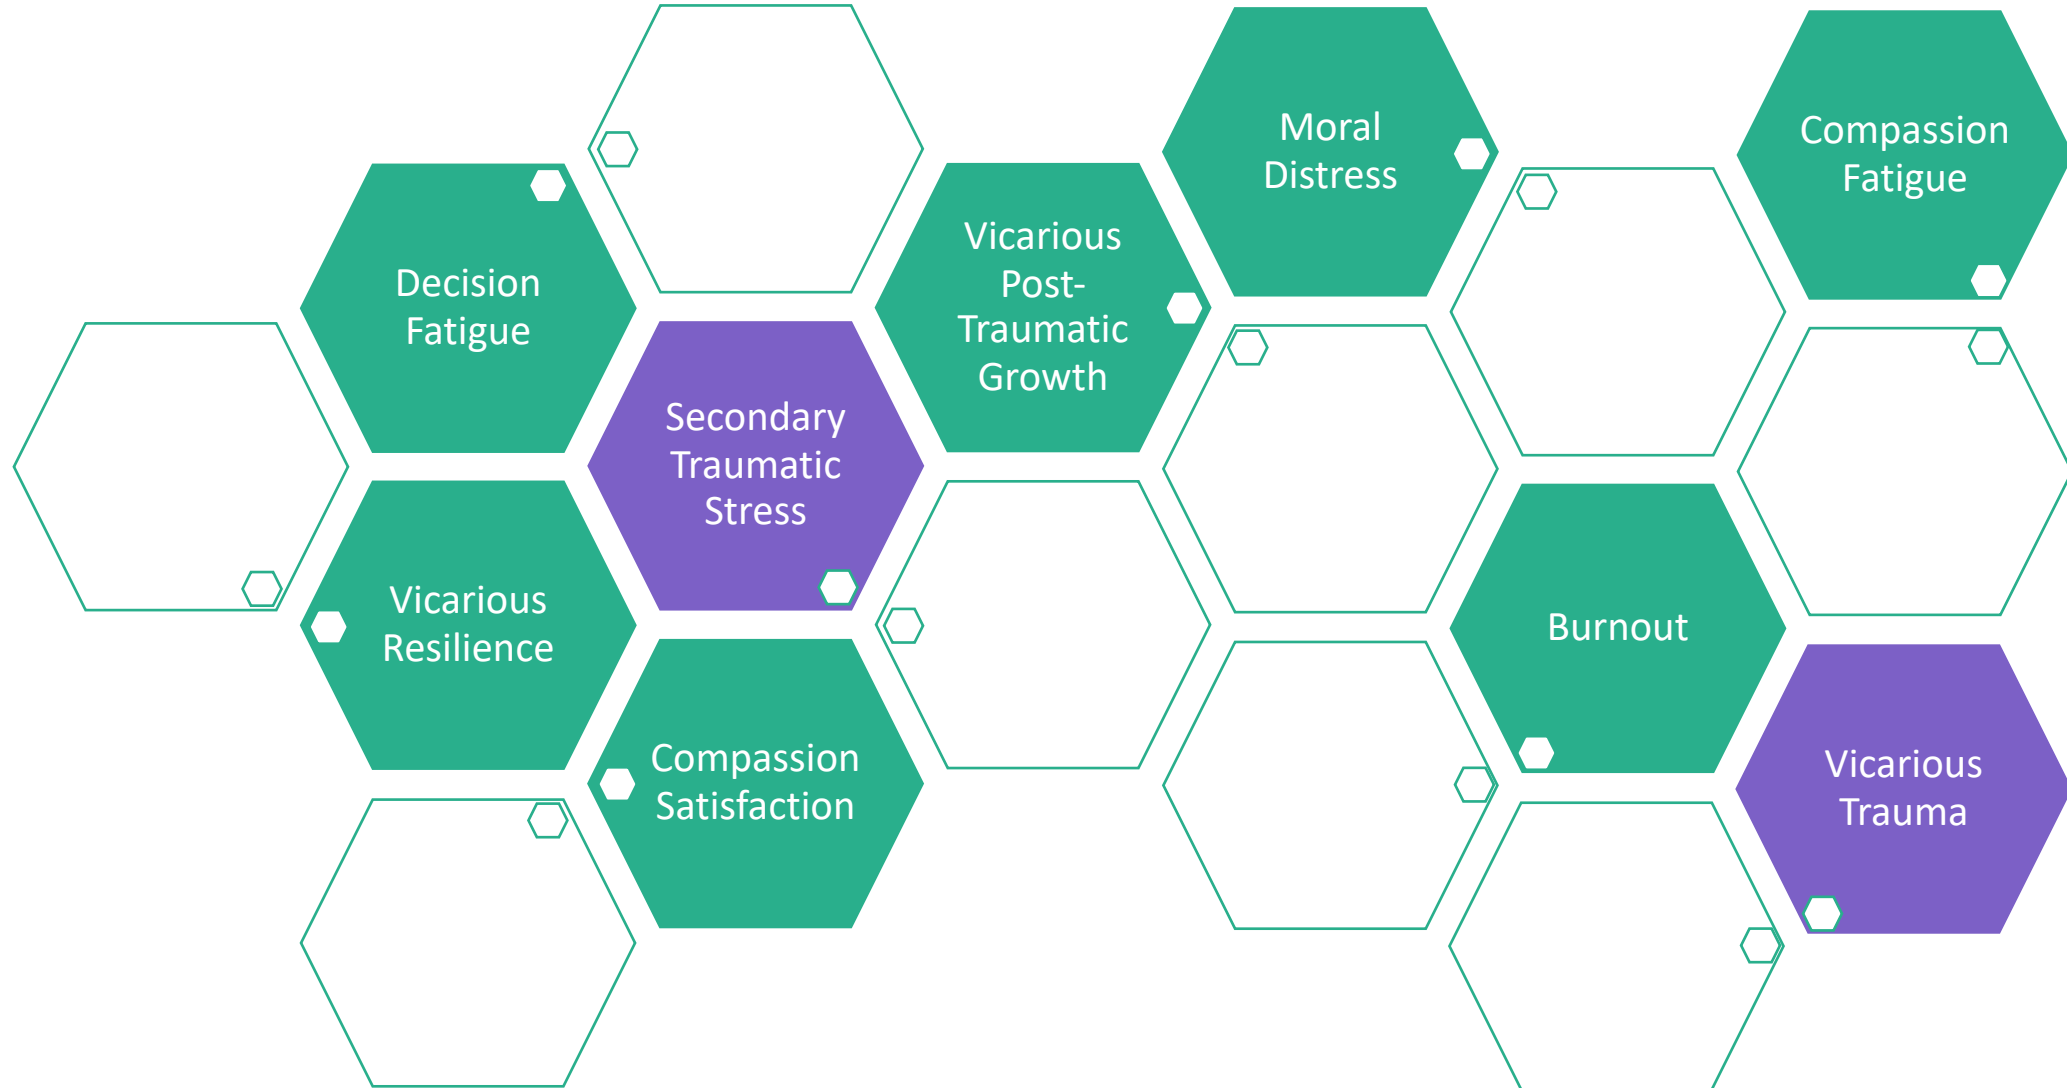 Decision
Fatigue
Vicarious
Resilience
Secondary
Traumatic
Stress
Compassion
Satisfaction
Vicarious
Post-
Traumatic
Growth
Moral
Distress
Burnout
Compassion
Fatigue
Vicarious
Trauma